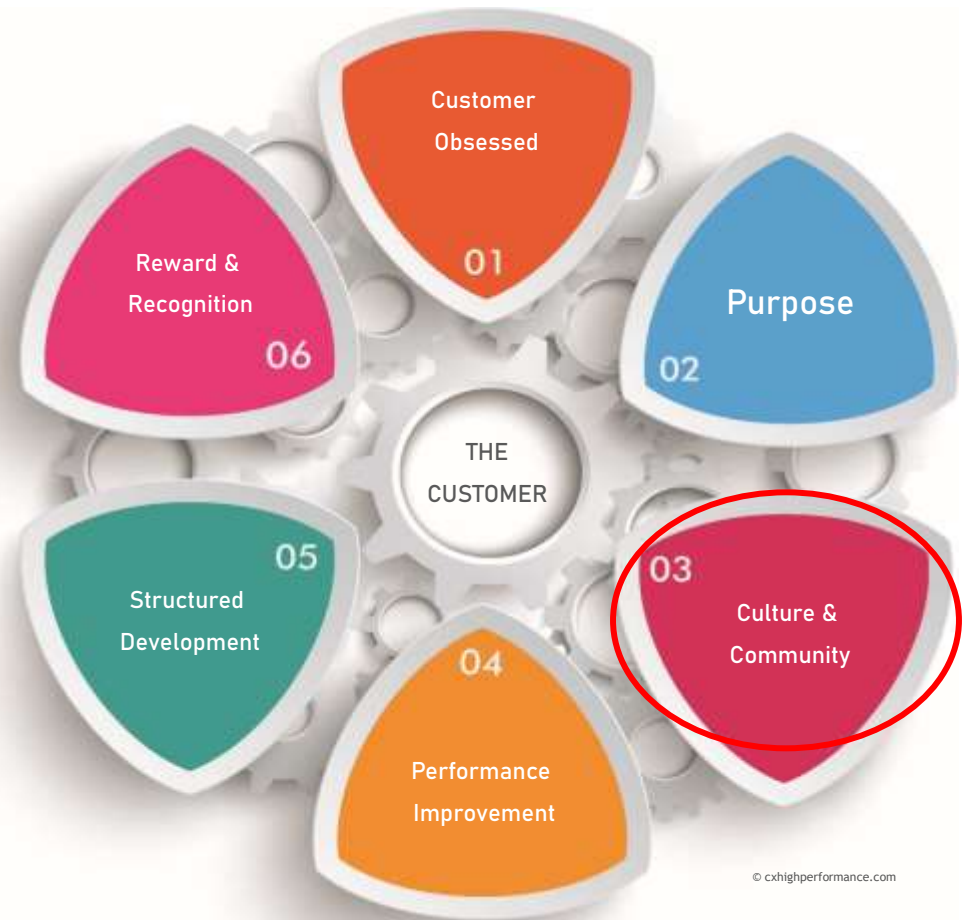 Customer
Obsessed
01
Purpose
02
03
Culture &
Community
04
Performance
Improvement
05
Structured
Development
Reward &
Recognition
06
THE
CUSTOMER
© cxhighperformance.com